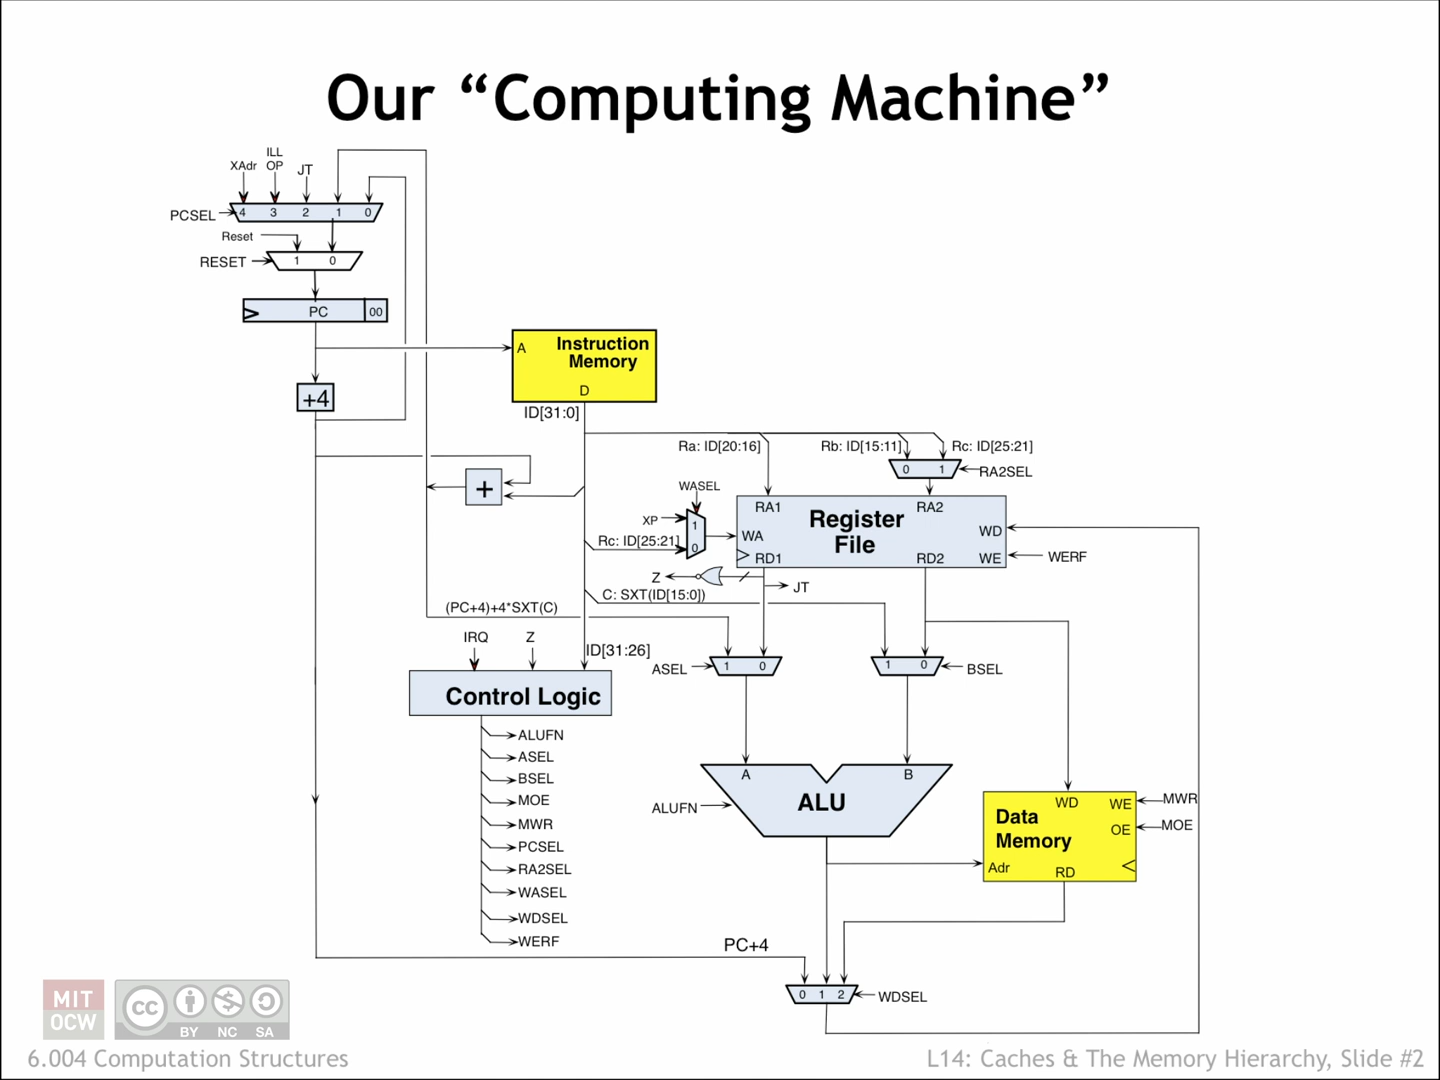 Our “Computing Machine”
XAdr
ILL
OP
JT
PCSEL
4 3 2 1 0
Reset
RESET
1 0
PC 00
+4
A
Instruction
Memory
D
ID[31:0]
Ra: ID[20:16]
Rb: ID[15:11]
Rc: ID[25:21]
0 1
RA2SEL
+
WASEL
XP
1
0
Rc: ID[25:21]
RA1
RA2
Register
File
WA
WD
RD1
RD2
WE
WERF
Z
JT
C: SXT(ID[15:0])
(PC+4)+4*SXT(C)
IRQ
Z
ID[31:26]
ASEL
1 0
1 0
BSEL
Control Logic
ALUFN
ASEL
BSEL
MOE
MWR
PCSEL
RA2SEL
WASEL
WDSEL
WERF
A
B
ALU
ALUFN
WD
WE
MWR
Data
Memory
OE
MOE
Adr
RD
PC+4
0 1 2
WDSEL
MIT
OCW
cc
BY NC SA
6.004 Computation Structures
L14: Caches & The Memory Hierarchy, Slide #2